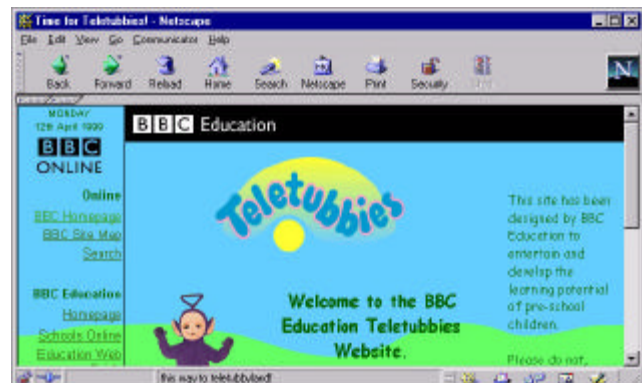 Time for Teletubbies! - Netscape
File Edit View Go Communicator Help
Back Forward Reload Home Search Netscape Print Security
N
MONDAY
12th April 1999
BBC
ONLINE
Online
BBC Homepage
BBC Site Map
Search
BBC Education
Homepage
Schools Online
Education Web
BBC Education
Teletubbies
Welcome to the BBC
Education Teletubbies
Website.
This site has been
designed by BBC
Education to
entertain and
develop the
learning potential
of pre-school
children.
Please do not,
this way to teletubbyland!